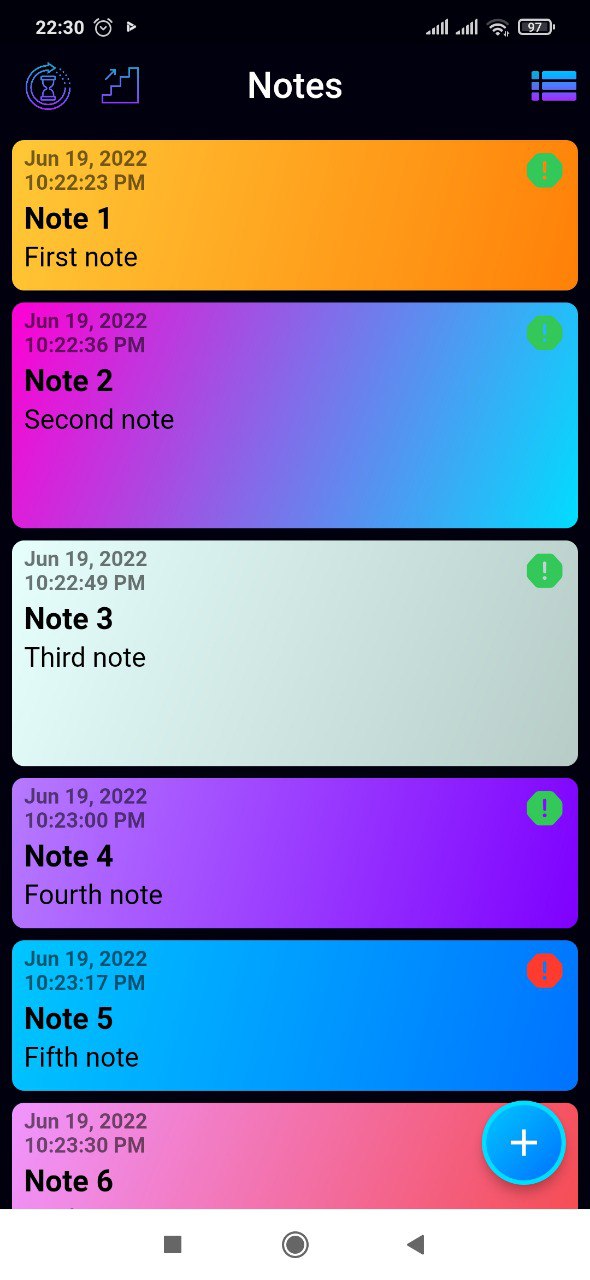 22:30
97
Notes
Jun 19, 2022
10:22:23 PM
Note 1
First note
Jun 19, 2022
10:22:36 PM
Note 2
Second note
Jun 19, 2022
10:22:49 PM
Note 3
Third note
Jun 19, 2022
10:23:00 PM
Note 4
Fourth note
Jun 19, 2022
10:23:17 PM
Note 5
Fifth note
Jun 19, 2022
10:23:30 PM
Note 6